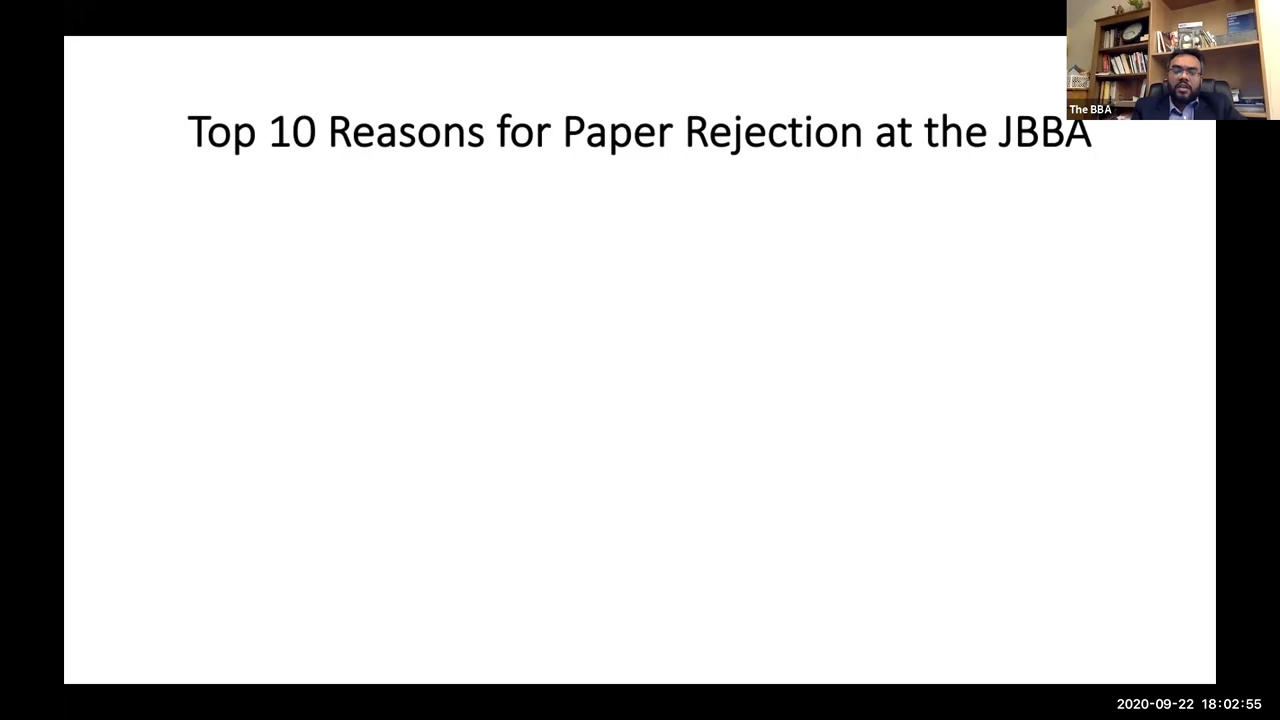 Top 10 Reasons for Paper Rejection at the JBBA
The BBA
2020-09-22 18:02:55